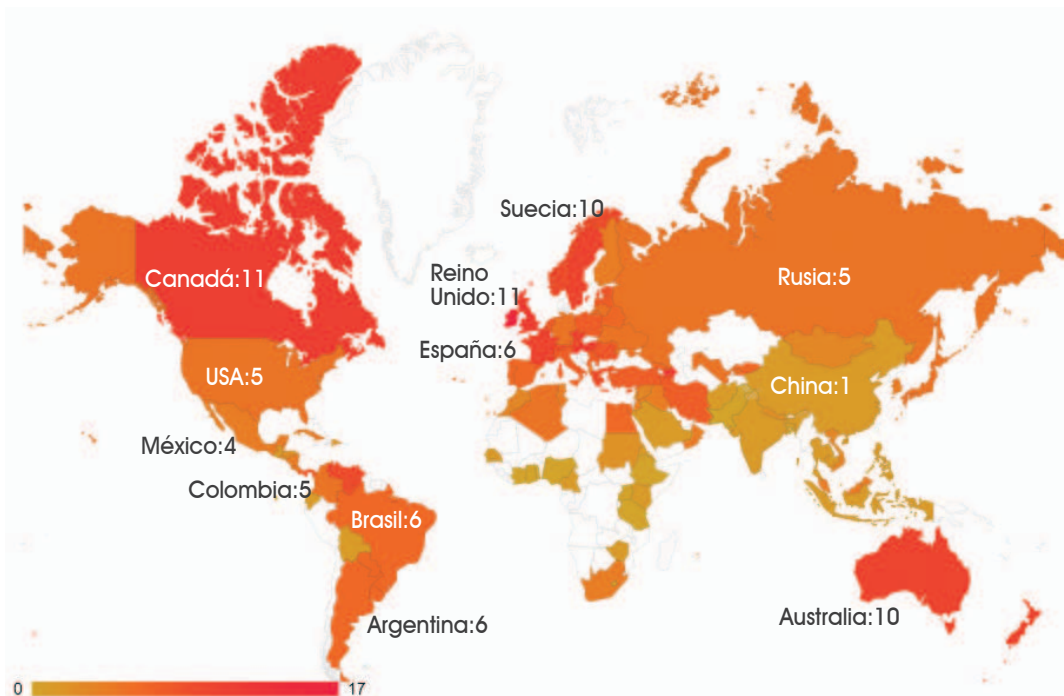 Suecia:10
Canadá:11
Reino
Unido:11
Rusia:5
España:6
USA:5
China:1
México:4
Colombia:5
Brasil:6
Argentina:6
Australia:10
0
17